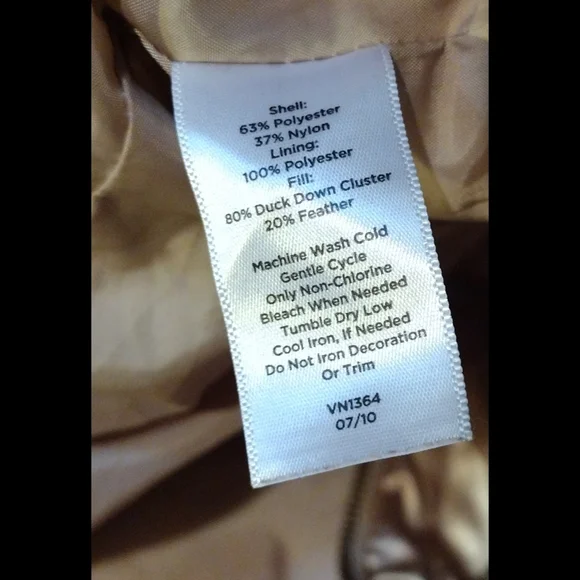 Shell:
63% Polyester
37% Nylon
Lining:
100% Polyester
Fill:
80% Duck Down Cluster
20% Feather
Machine Wash Cold
Gentle Cycle
Only Non-Chlorine
Bleach When Needed
Tumble Dry Low
Cool Iron, If Needed
Do Not Iron Decoration
Or Trim
VN1364
07/10